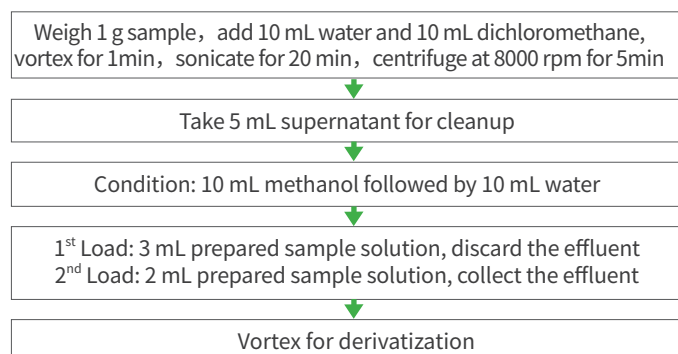 Weigh 1 g sample，add 10 mL water and 10 mL dichloromethane,
vortex for 1min，sonicate for 20 min，centrifuge at 8000 rpm for 5min
Take 5 mL supernatant for cleanup
Condition: 10 mL methanol followed by 10 mL water
1st Load: 3 mL prepared sample solution, discard the effluent
2nd Load: 2 mL prepared sample solution, collect the effluent
Vortex for derivatization